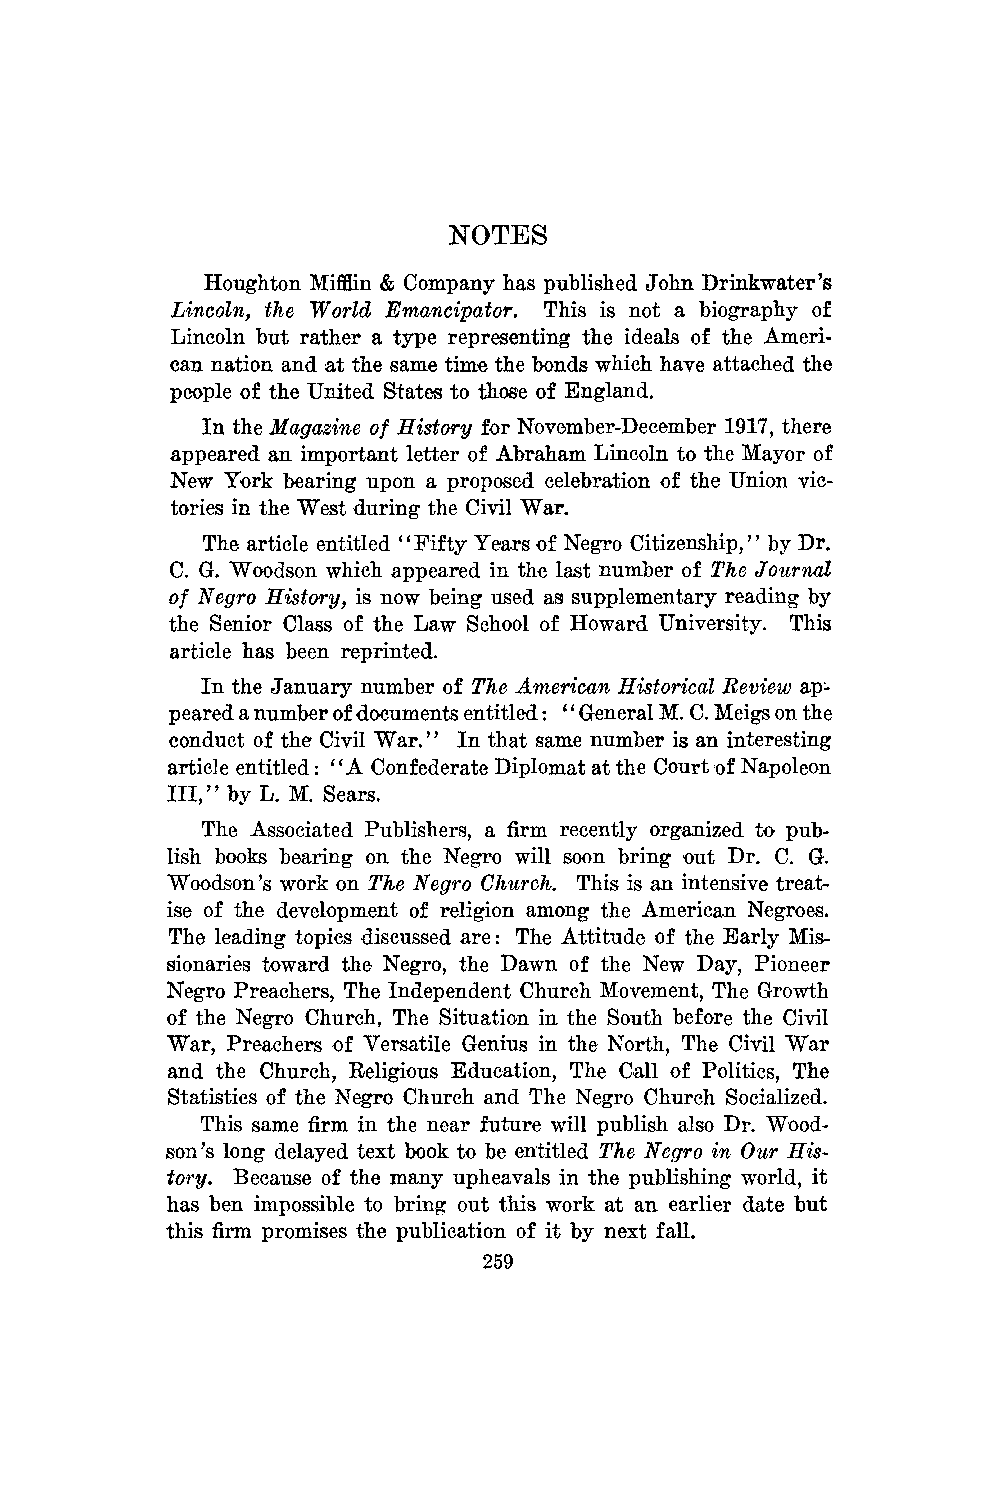 NOTES
Houghton Mifflin & Company has published John Drinkwater's
Lincoln, the World Emancipator. This is not a biography of
Lincoln but rather a type representing the ideals of the Ameri-
can nation and at the same time the bonds which have attached the
people of the United States to those of England.
In the Magazine of History for November-December 1917, there
appeared an important letter of Abraham Lincoln to the Mayor of
New York bearing upon a proposed celebration of the Union vic-
tories in the West during the Civil War.
The article entitled ‘‘Fifty Years of Negro Citizenship,’’ by Dr.
C. G. Woodson which appeared in the last number of The Journal
of Negro History, is now being used as supplementary reading by
the Senior Class of the Law School of Howard University. This
article has been reprinted.
In the January number of The American Historical Review ap-
peared a number of documents entitled: ‘‘General M. C. Meigs on the
conduct of the Civil War.’’ In that same number is an interesting
article entitled: ‘‘A Confederate Diplomat at the Court of Napoleon
III,’’ by L. M. Sears.
The Associated Publishers, a firm recently organized to pub-
lish books bearing on the Negro will soon bring out Dr. C. G.
Woodson's work on The Negro Church. This is an intensive treat-
ise of the development of religion among the American Negroes.
The leading topics discussed are: The Attitude of the Early Mis-
sionaries toward the Negro, the Dawn of the New Day, Pioneer
Negro Preachers, The Independent Church Movement, The Growth
of the Negro Church, The Situation in the South before the Civil
War, Preachers of Versatile Genius in the North, The Civil War
and the Church, Religious Education, The Call of Politics, The
Statistics of the Negro Church and The Negro Church Socialized.
This same firm in the near future will publish also Dr. Wood-
son's long delayed text book to be entitled The Negro in Our His-
tory. Because of the many upheavals in the publishing world, it
has ben impossible to bring out this work at an earlier date but
this firm promises the publication of it by next fall.
259